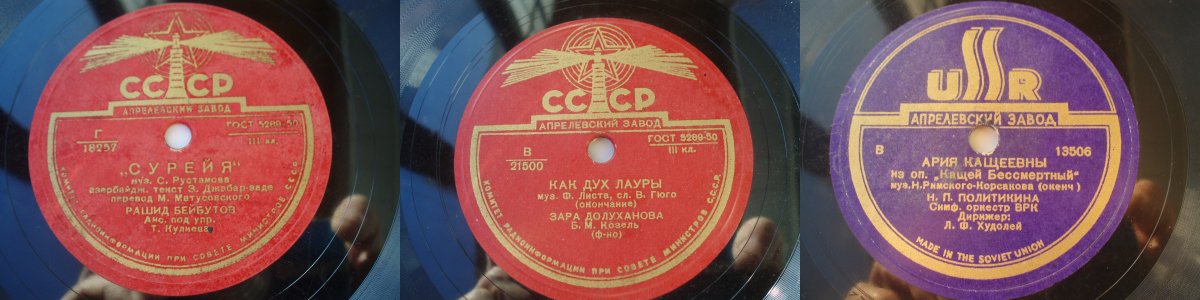 СССР
АПРЕЛЕВСКИЙ ЗАВОД
Г
18257
ГОСТ 5289-50
III кл.
„СУРЕЙЯ“
муз. С. Рустамова
азербайдж. текст З. Джабар-заде
перевод М. Матусовского
РАШИД БЕЙБУТОВ
Анс. под упр.
Т. Кулиева
КОМИТЕТ РАДИОИНФОРМАЦИИ ПРИ СОВЕТЕ МИНИСТРОВ СССР
СССР
АПРЕЛЕВСКИЙ ЗАВОД
В
21500
ГОСТ 5289-50
III кл.
КАК ДУХ ЛАУРЫ
муз. Ф. Листа, сл. В. Гюго
(окончание)
ЗАРА ДОЛУХАНОВА
Б. М. Козель
(ф-но)
КОМИТЕТ РАДИОИНФОРМАЦИИ ПРИ СОВЕТЕ МИНИСТРОВ СССР
USSR
АПРЕЛЕВСКИЙ ЗАВОД
В
13506
АРИЯ КАЩЕЕВНЫ
из оп. „Кащей Бессмертный“
муз. Н. Римского-Корсакова (оконч)
Н. П. ПОЛИТИКИНА
Симф. оркестр ВРК
Дирижер:
Л. Ф. Худолей
MADE IN THE SOVIET UNION